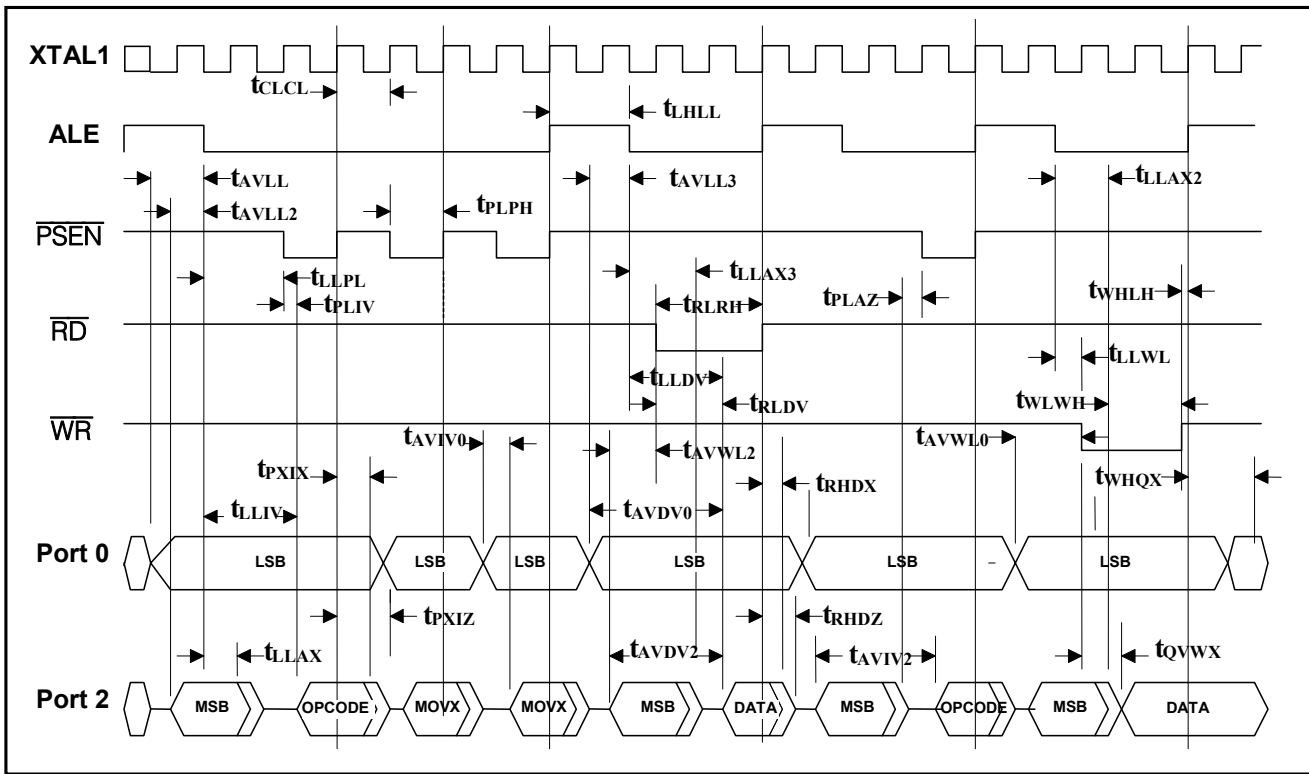 XTAL1
tCLCL
tLHLL
ALE
tAVLL
tAVLL3
tLLAX2
tAVLL2
tPLPH
PSEN
tLLPL
tLLAX3
tPLIV
tRLRH
tPLAZ
tWHLH
RD
tLLDV
tLLWL
tRLDV
tWLWH
WR
tAVIV0
tAVWL2
tAVWL0
tPXIX
tRHDX
tWHQX
tLLIV
tAVDV0
Port 0
LSB LSB LSB LSB LSB LSB
tPXIZ
tRHDZ
tLLAX
tAVDV2
tAVIV2
tQVWX
Port 2
MSB OPCODE MOVX MOVX MSB DATA MSB OPCODE MSB DATA